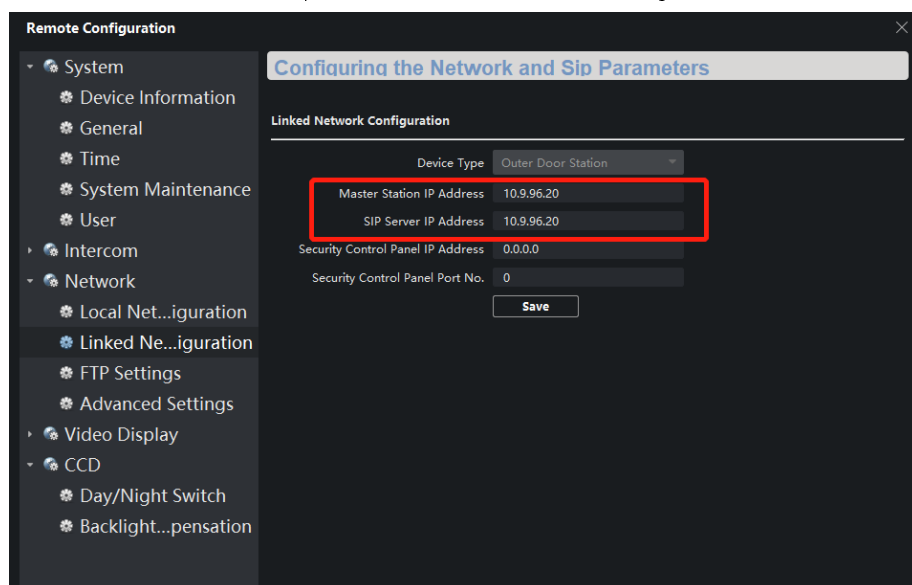 Remote Configuration
System
Device Information
General
Time
System Maintenance
User
Intercom
Network
Local Net...iguration
Linked Ne...iguration
FTP Settings
Advanced Settings
Video Display
CCD
Day/Night Switch
Backlight...pensation
Configuring the Network and Sip Parameters
Linked Network Configuration
Device Type Outer Door Station
Master Station IP Address 10.9.96.20
SIP Server IP Address 10.9.96.20
Security Control Panel IP Address 0.0.0.0
Security Control Panel Port No. 0
Save